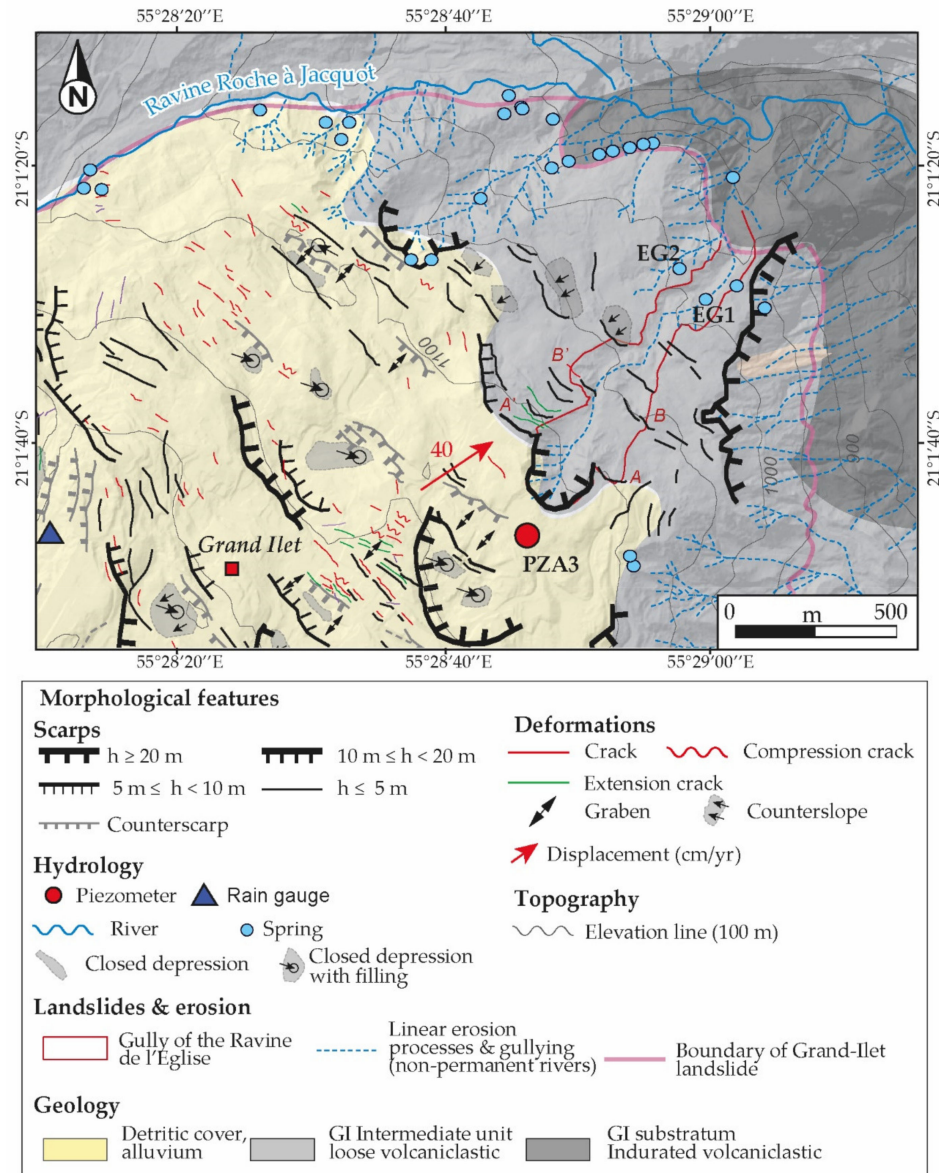 55°28'20''E 55°28'40''E 55°29'00''E
N
Ravine Roche à Jacquot
21°1'20''S
21°1'20''S
EG2
EG1
1100
B'
A'
B
21°1'40''S
21°1'40''S
40
A
1000
900
Grand Ilet
PZA3
0 m 500
55°28'20''E 55°28'40''E 55°29'00''E
Morphological features
Scarps
h ≥ 20 m
10 m ≤ h < 20 m
5 m ≤ h < 10 m
h ≤ 5 m
Counterscarp
Hydrology
Piezometer
Rain gauge
River
Spring
Closed depression
Closed depression
with filling
Deformations
Crack
Compression crack
Extension crack
Graben
Counterslope
Displacement (cm/yr)
Topography
Elevation line (100 m)
Landslides & erosion
Gully of the Ravine
de l'Église
Linear erosion
processes & gullying
(non-permanent rivers)
Boundary of Grand-Ilet
landslide
Geology
Detritic cover,
alluvium
GI Intermediate unit
loose volcaniclastic
GI substratum
Indurated volcaniclastic